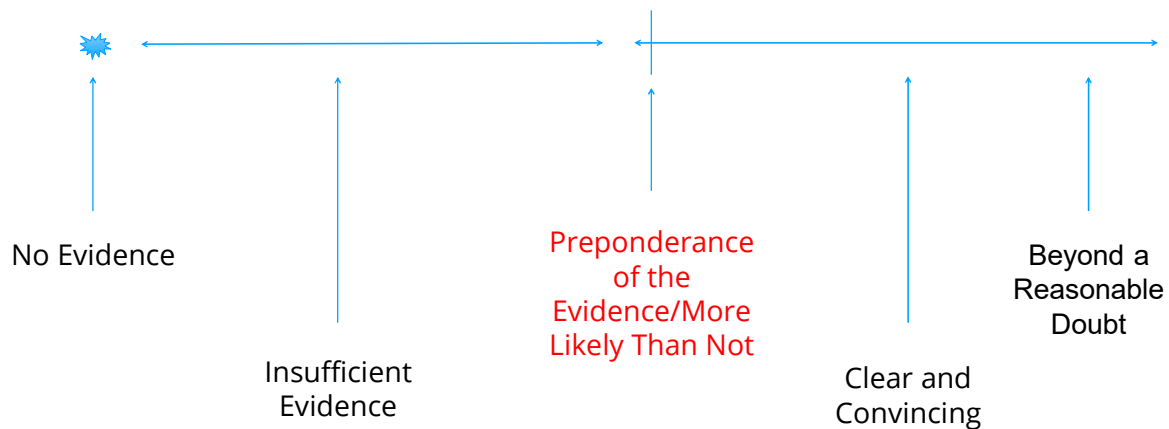 No Evidence
Insufficient
Evidence
Preponderance
of the
Evidence/More
Likely Than Not
Clear and
Convincing
Beyond a
Reasonable
Doubt